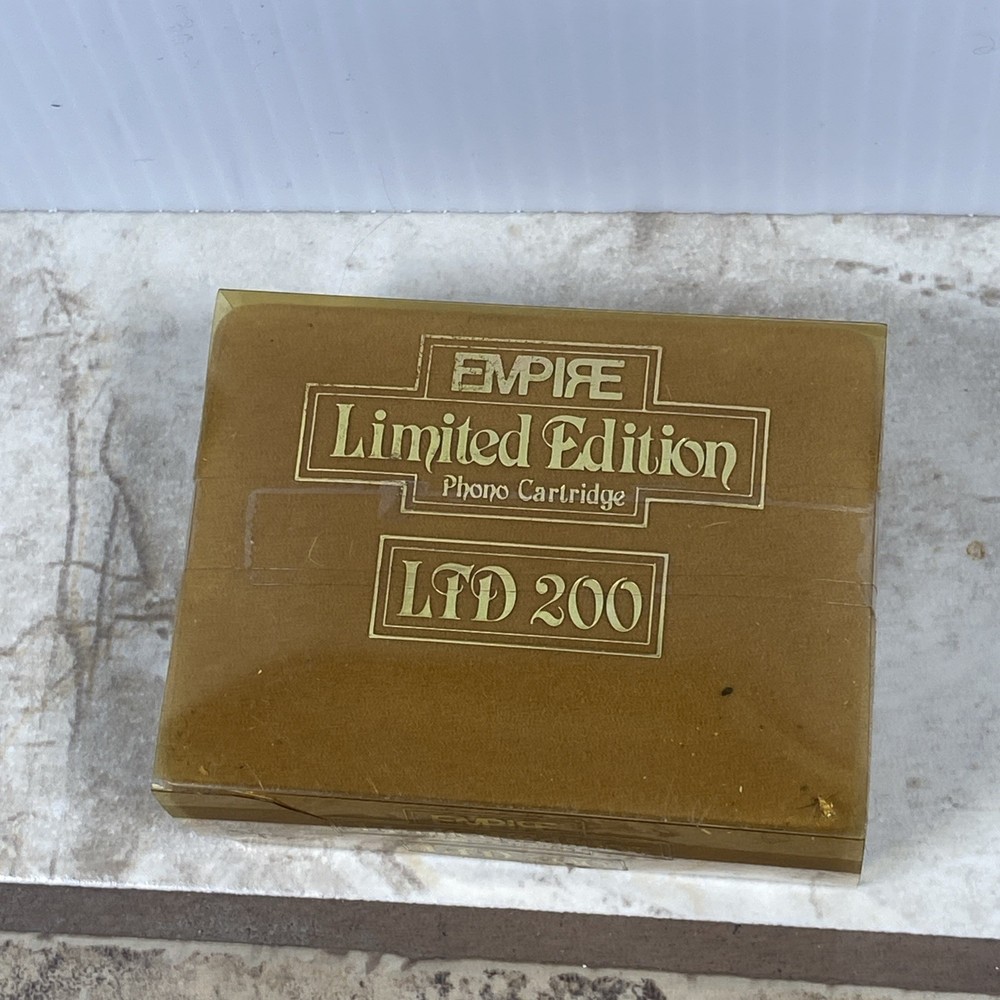 EMPIRE
Limited Edition
Phono Cartridge
LTD 200